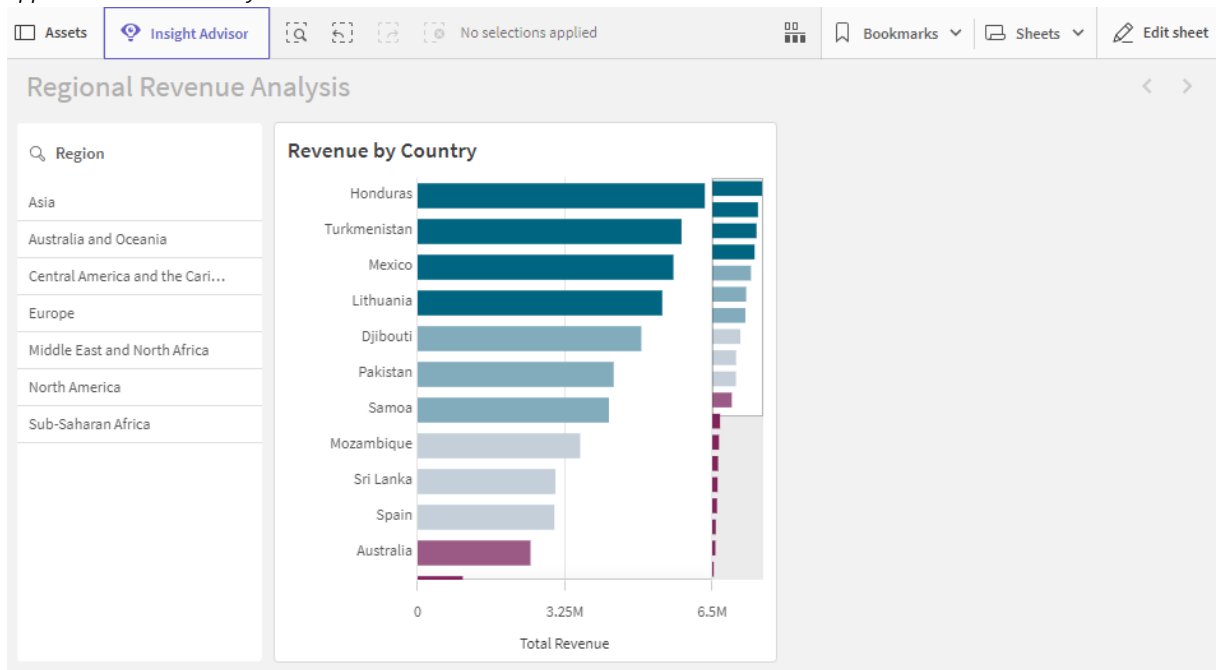 Assets Insight Advisor No selections applied Bookmarks Sheets Edit sheet
Regional Revenue Analysis
Region
Asia
Australia and Oceania
Central America and the Cari...
Europe
Middle East and North Africa
North America
Sub-Saharan Africa
Revenue by Country
Honduras
Turkmenistan
Mexico
Lithuania
Djibouti
Pakistan
Samoa
Mozambique
Sri Lanka
Spain
Australia
0 3.25M 6.5M
Total Revenue